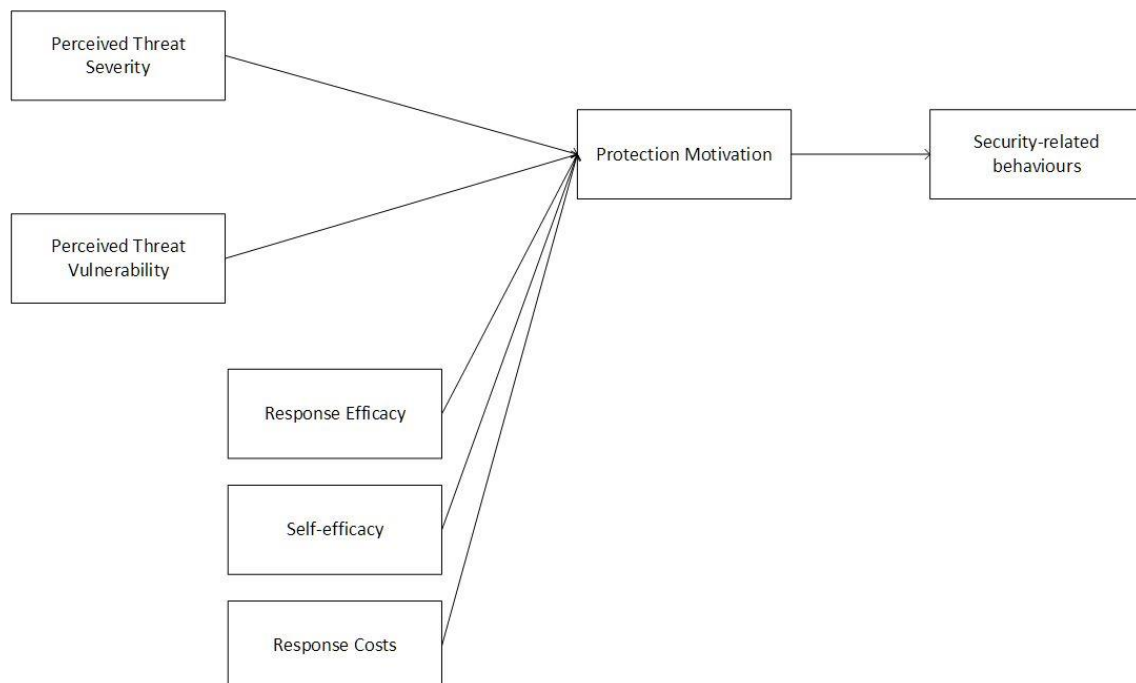 Perceived Threat
Severity
Protection Motivation
Security-related
behaviours
Perceived Threat
Vulnerability
Response Efficacy
Self-efficacy
Response Costs